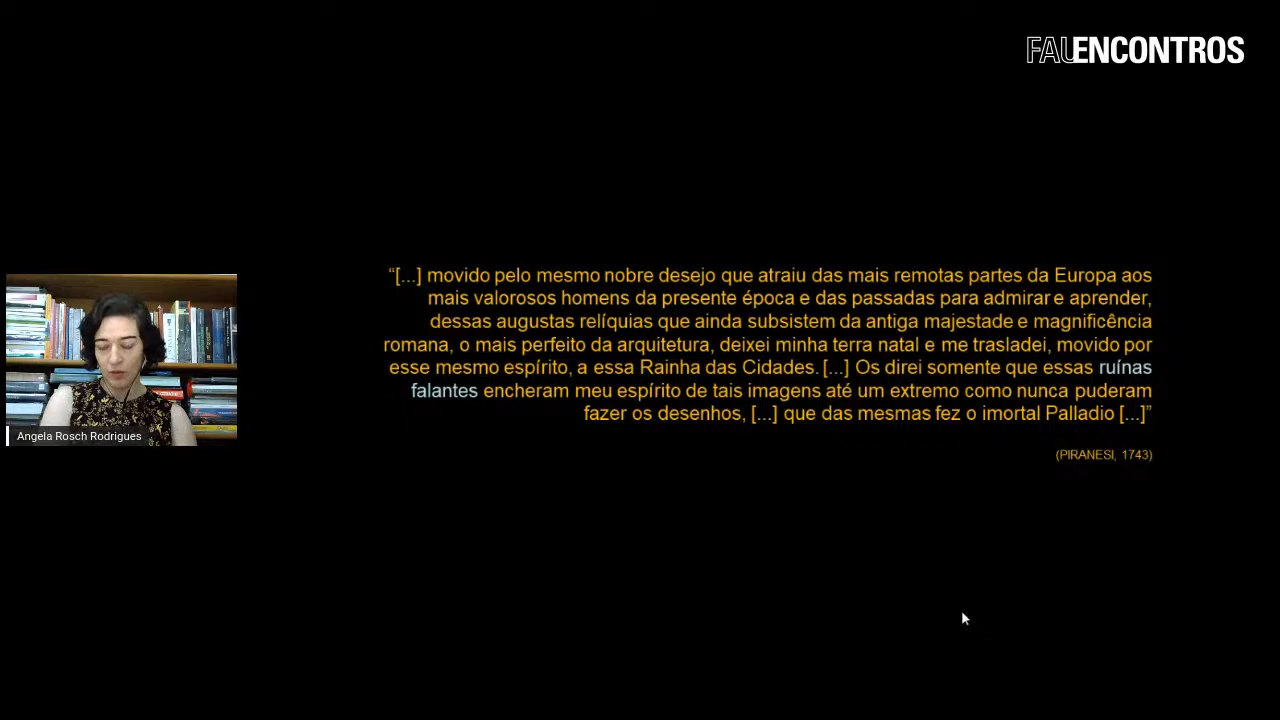 FAUENCONTROS
“[...] movido pelo mesmo nobre desejo que atraiu das mais remotas partes da Europa aos
mais valorosos homens da presente época e das passadas para admirar e aprender,
dessas augustas relíquias que ainda subsistem da antiga majestade e magnificência
romana, o mais perfeito da arquitetura, deixei minha terra natal e me trasladei, movido por
esse mesmo espírito, a essa Rainha das Cidades. [...] Os direi somente que essas ruínas
falantes encheram meu espírito de tais imagens até um extremo como nunca puderam
fazer os desenhos, [...] que das mesmas fez o imortal Palladio [...]”
(PIRANESI, 1743)
Angela Rosch Rodrigues